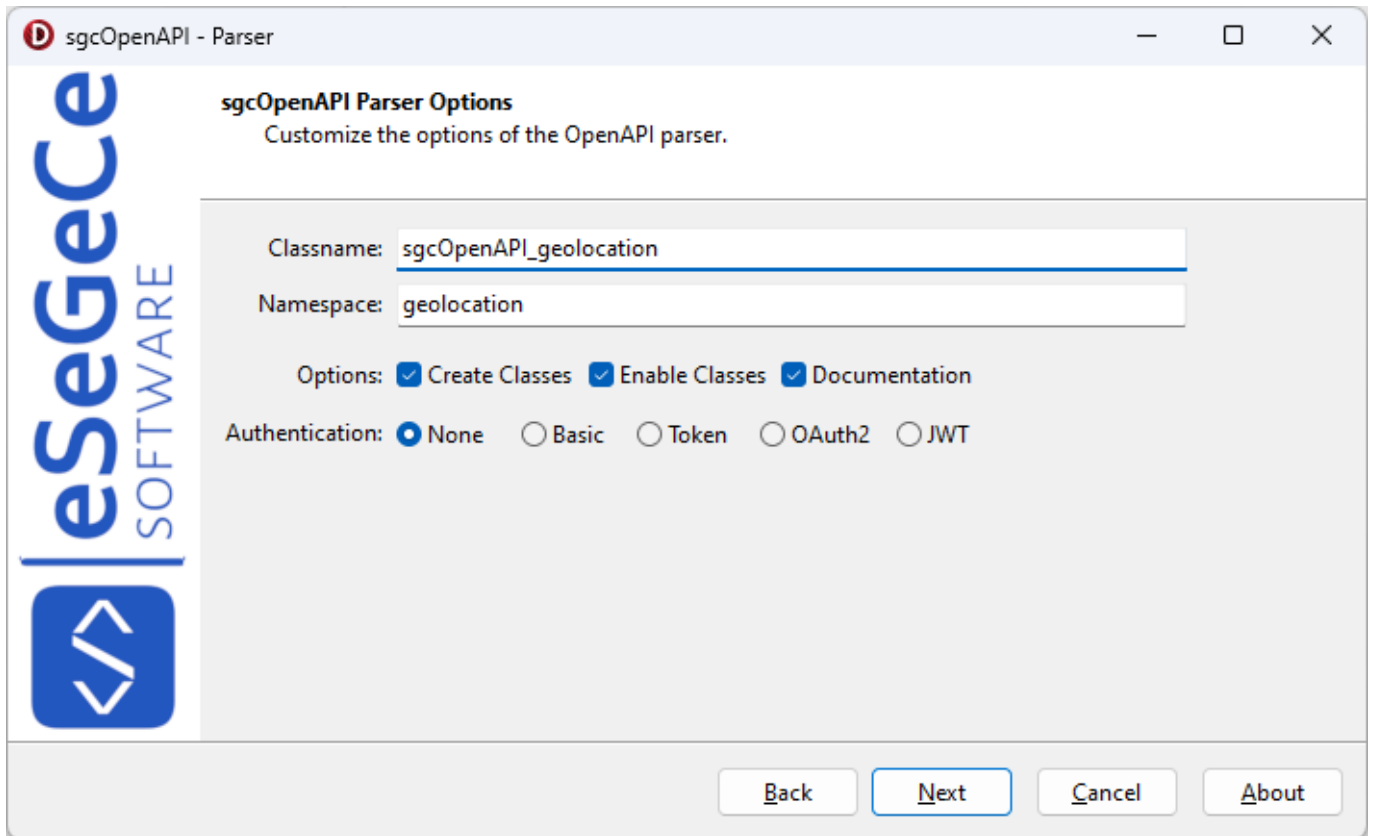 sgcOpenAPI - Parser
eSeGeCe
SOFTWARE
</>
sgcOpenAPI Parser Options
Customize the options of the OpenAPI parser.
Classname: sgcOpenAPI_geolocation
Namespace: geolocation
Options: Create Classes Enable Classes Documentation
Authentication: None Basic Token OAuth2 JWT
Back Next Cancel About